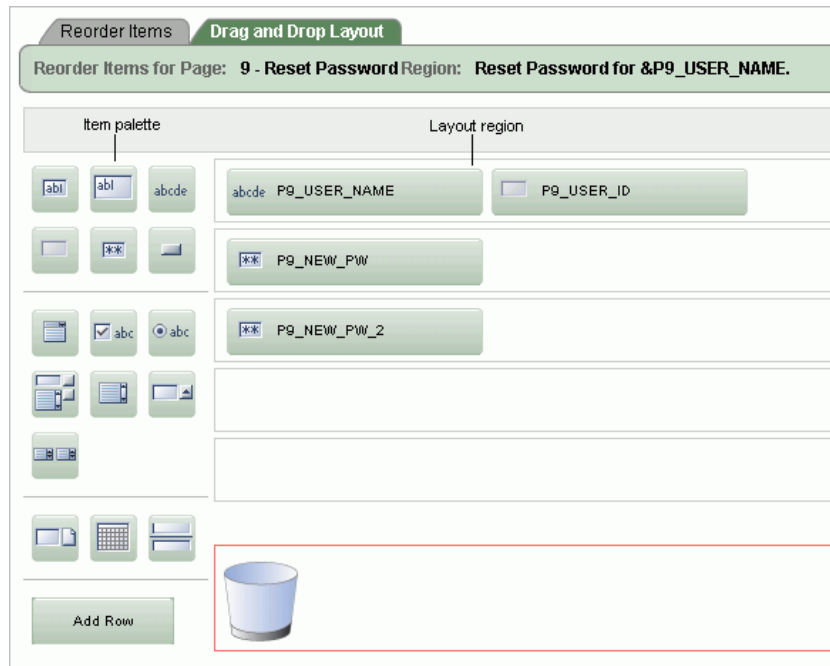 Reorder Items
Drag and Drop Layout
Reorder Items for Page: 9 - Reset Password Region: Reset Password for &P9_USER_NAME.
Item palette
Layout region
abl
abl
abcde
abcde P9_USER_NAME
P9_USER_ID
**
** P9_NEW_PW
abc
abc
** P9_NEW_PW_2
Add Row